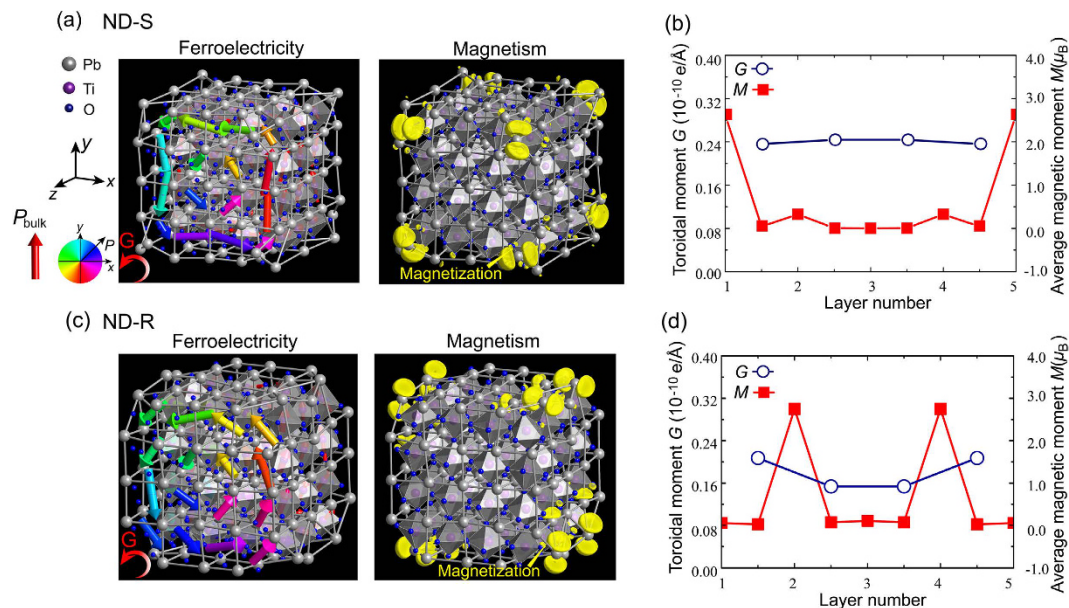 (a) ND-S
Ferroelectricity
Magnetism
Pb
Ti
O
y
z
x
P_bulk
y
P
x
G
Magnetization
(b)
G
M
Toroidal moment G (10⁻¹⁰ e/Å)
0.40
0.32
0.24
0.16
0.08
0.00
Average magnetic moment M(μ_B)
4.0
3.0
2.0
1.0
0.0
-1.0
1 2 3 4 5
Layer number
(c) ND-R
Ferroelectricity
Magnetism
G
Magnetization
(d)
G
M
Toroidal moment G (10⁻¹⁰ e/Å)
0.40
0.32
0.24
0.16
0.08
0.00
Average magnetic moment M(μ_B)
4.0
3.0
2.0
1.0
0.0
-1.0
1 2 3 4 5
Layer number